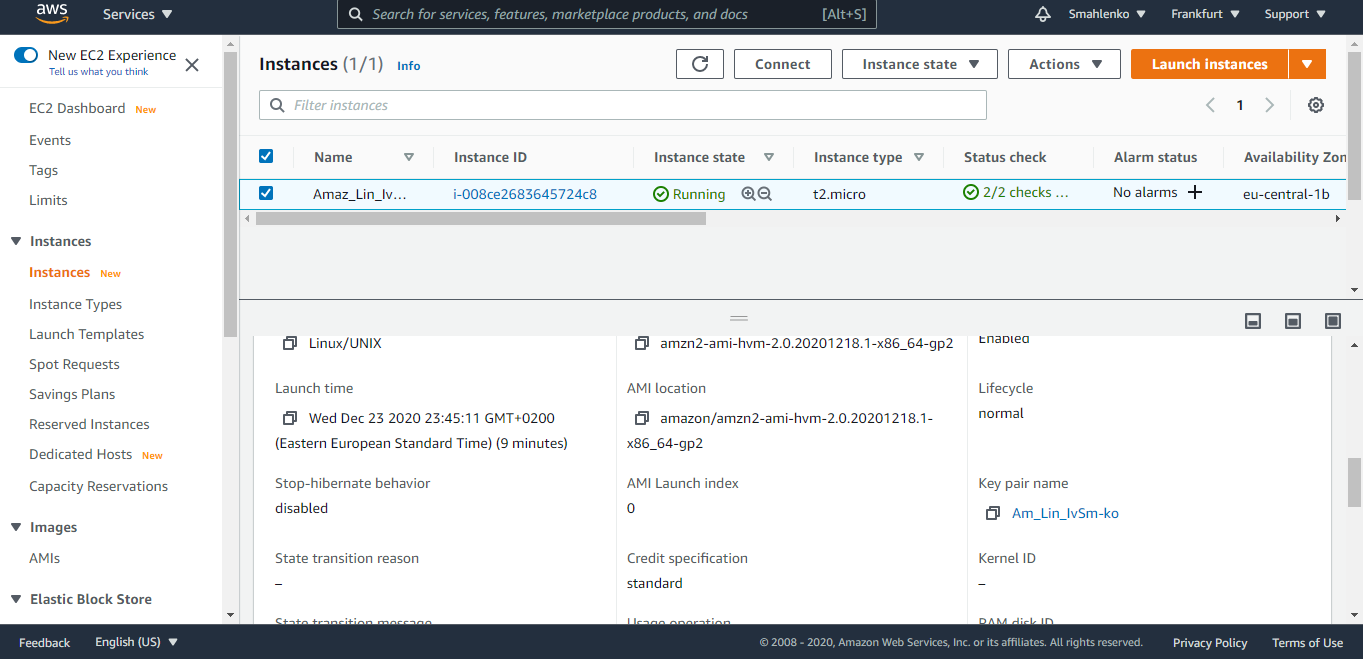 aws
Services
Search for services, features, marketplace products, and docs [Alt+S]
Smahlenko
Frankfurt
Support
New EC2 Experience
Tell us what you think
EC2 Dashboard New
Events
Tags
Limits
Instances
Instances New
Instance Types
Launch Templates
Spot Requests
Savings Plans
Reserved Instances
Dedicated Hosts New
Capacity Reservations
Images
AMIs
Elastic Block Store
Instances (1/1) Info
Connect
Instance state
Actions
Launch instances
Filter instances
1
Name Instance ID Instance state Instance type Status check Alarm status Availability Zon
Amaz_Lin_Iv... i-008ce2683645724c8 Running t2.micro 2/2 checks ... No alarms eu-central-1b
Linux/UNIX
amzn2-ami-hvm-2.0.20201218.1-x86_64-gp2
Enabled
Launch time
Wed Dec 23 2020 23:45:11 GMT+0200
(Eastern European Standard Time) (9 minutes)
AMI location
amazon/amzn2-ami-hvm-2.0.20201218.1-
x86_64-gp2
Lifecycle
normal
Stop-hibernate behavior
disabled
AMI Launch index
0
Key pair name
Am_Lin_IvSm-ko
State transition reason
–
Credit specification
standard
Kernel ID
–
State transition message
Usage operation
RAM disk ID
Feedback
English (US)
© 2008 - 2020, Amazon Web Services, Inc. or its affiliates. All rights reserved.
Privacy Policy
Terms of Use